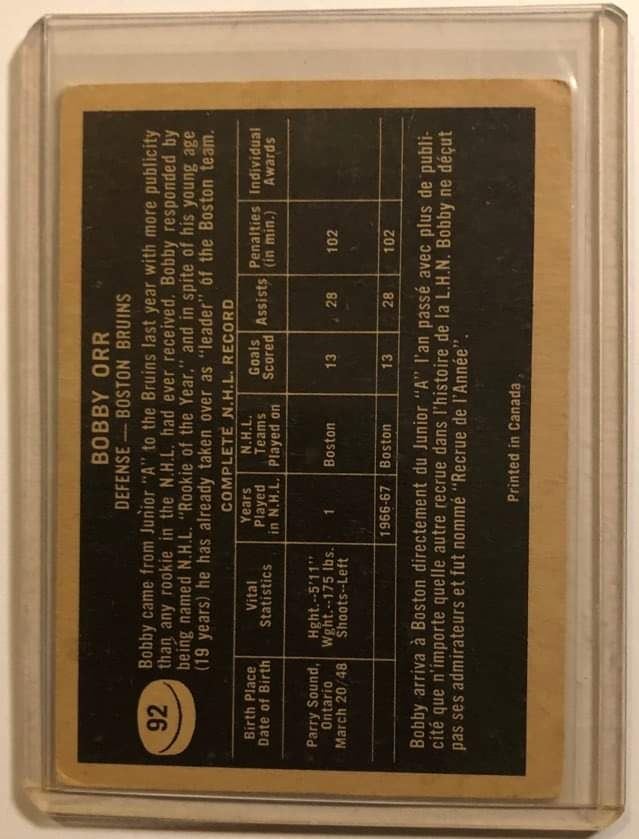 92
BOBBY ORR
DEFENSE — BOSTON BRUINS
Bobby came from Junior "A" to the Bruins last year with more publicity
than any rookie in the N.H.L. had ever received. Bobby responded by
being named N.H.L. "Rookie of the Year," and in spite of his young age
(19 years) he has already taken over as "leader" of the Boston team.
COMPLETE N.H.L. RECORD
Birth Place
Date of Birth
Vital
Statistics
Years
Played
in N.H.L.
N.H.L.
Teams
Played on
Goals
Scored
Assists
Penalties
(in min.)
Individual
Awards
Parry Sound,
Ontario
March 20/48
Hght.--5'11"
Wght.--175 lbs.
Shoots--Left
1
Boston
13
28
102
1966-67 Boston 13 28 102
Bobby arriva à Boston directement du Junior "A" l'an passé avec plus de publi-
cité que n'importe quelle autre recrue dans l'histoire de la L.H.N. Bobby ne déçut
pas ses admirateurs et fut nommé "Recrue de l'Année".
Printed in Canada